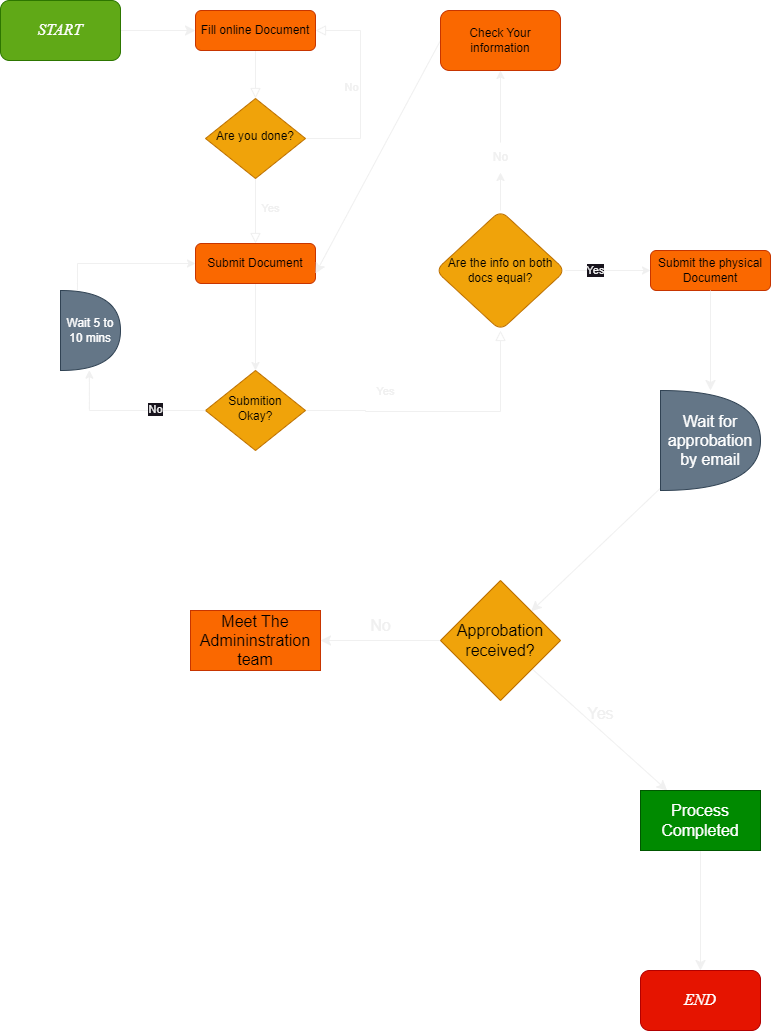 START
Fill online Document
Check Your
information
No
Are you done?
No
Yes
Submit Document
Are the info on both
docs equal?
Yes
Submit the physical
Document
Wait 5 to
10 mins
Submition
Okay?
No
Yes
Wait for
approbation
by email
Meet The
Admininstration
team
No
Approbation
received?
Yes
Process
Completed
END